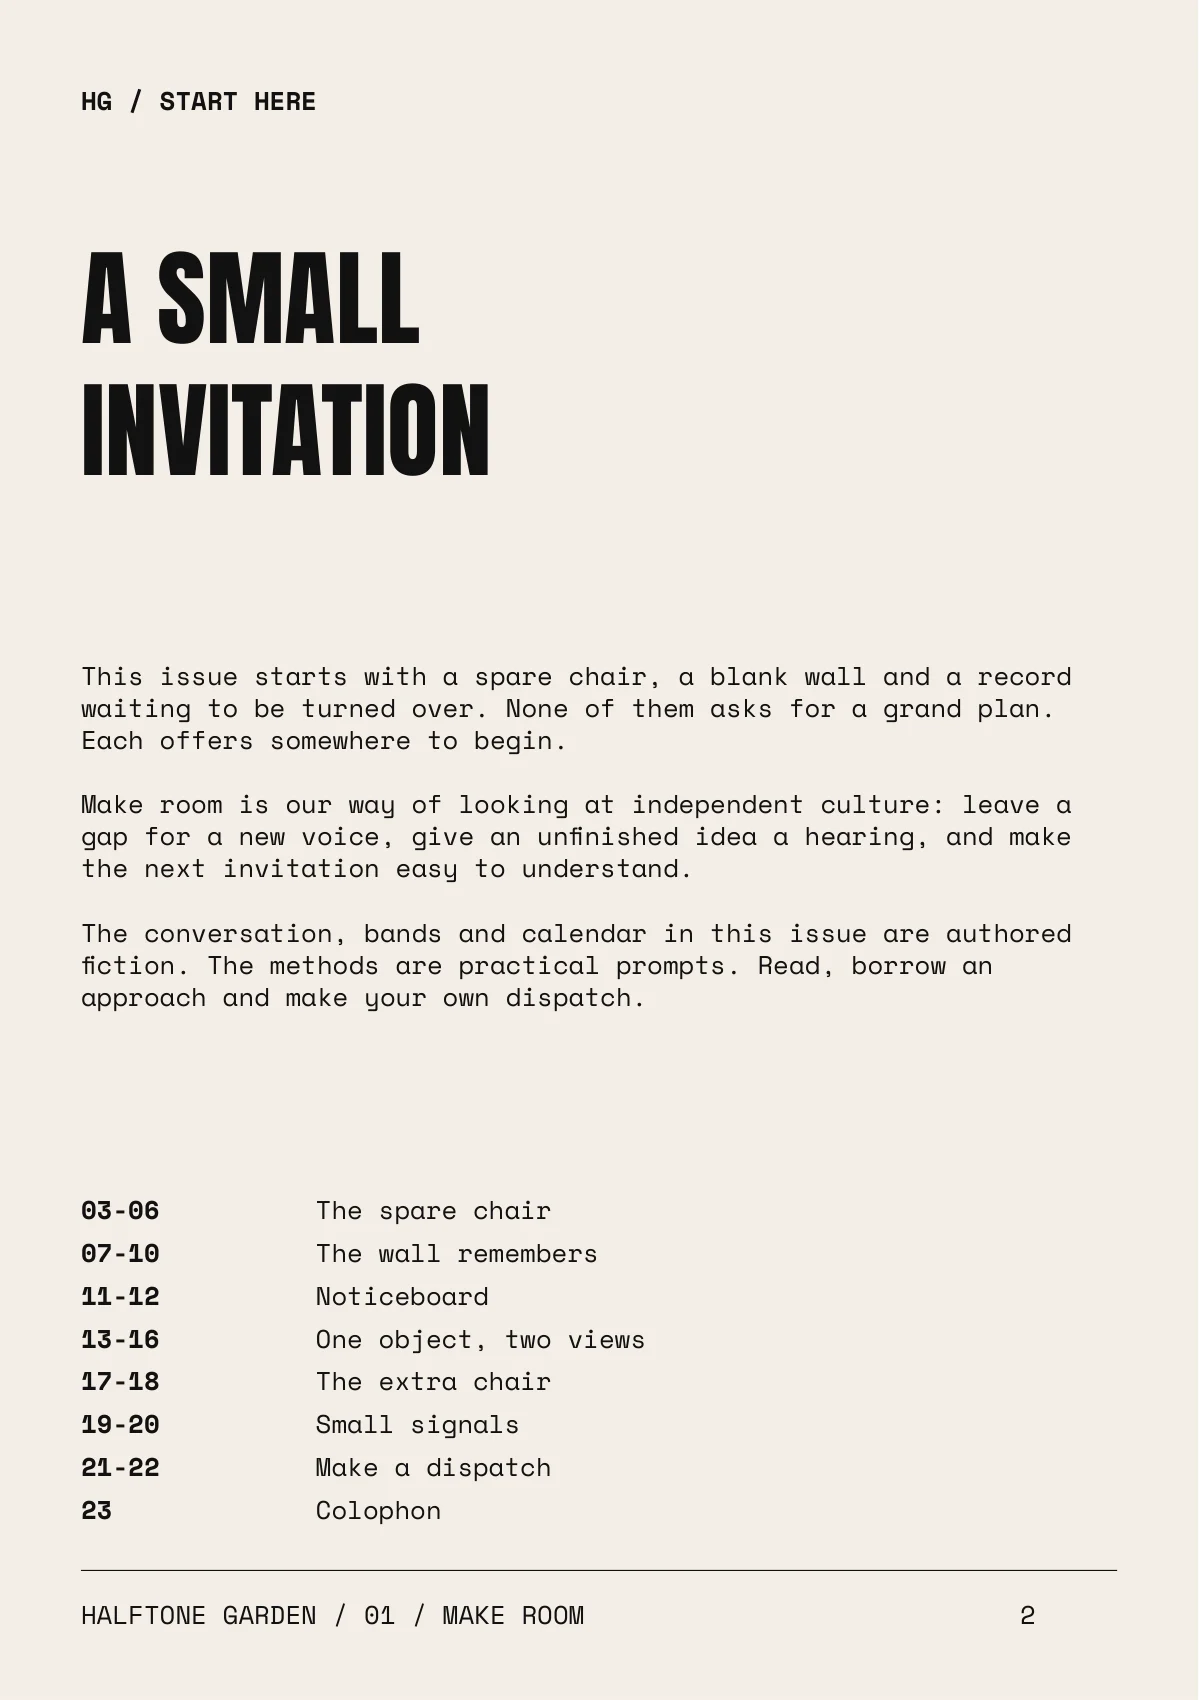 HG / START HERE
A SMALL
INVITATION
This issue starts with a spare chair, a blank wall and a record
waiting to be turned over. None of them asks for a grand plan.
Each offers somewhere to begin.
Make room is our way of looking at independent culture: leave a
gap for a new voice, give an unfinished idea a hearing, and make
the next invitation easy to understand.
The conversation, bands and calendar in this issue are authored
fiction. The methods are practical prompts. Read, borrow an
approach and make your own dispatch.
03-06 The spare chair
07-10 The wall remembers
11-12 Noticeboard
13-16 One object, two views
17-18 The extra chair
19-20 Small signals
21-22 Make a dispatch
23 Colophon
HALFTONE GARDEN / 01 / MAKE ROOM 2